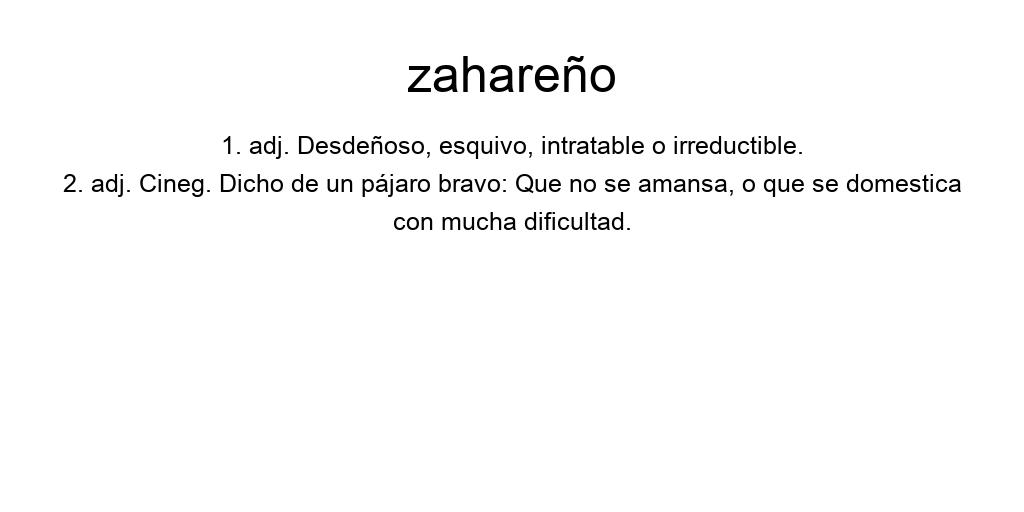 zahareño
1. adj. Desdeñoso, esquivo, intratable o irreductible.
2. adj. Cineg. Dicho de un pájaro bravo: Que no se amansa, o que se domestica
con mucha dificultad.